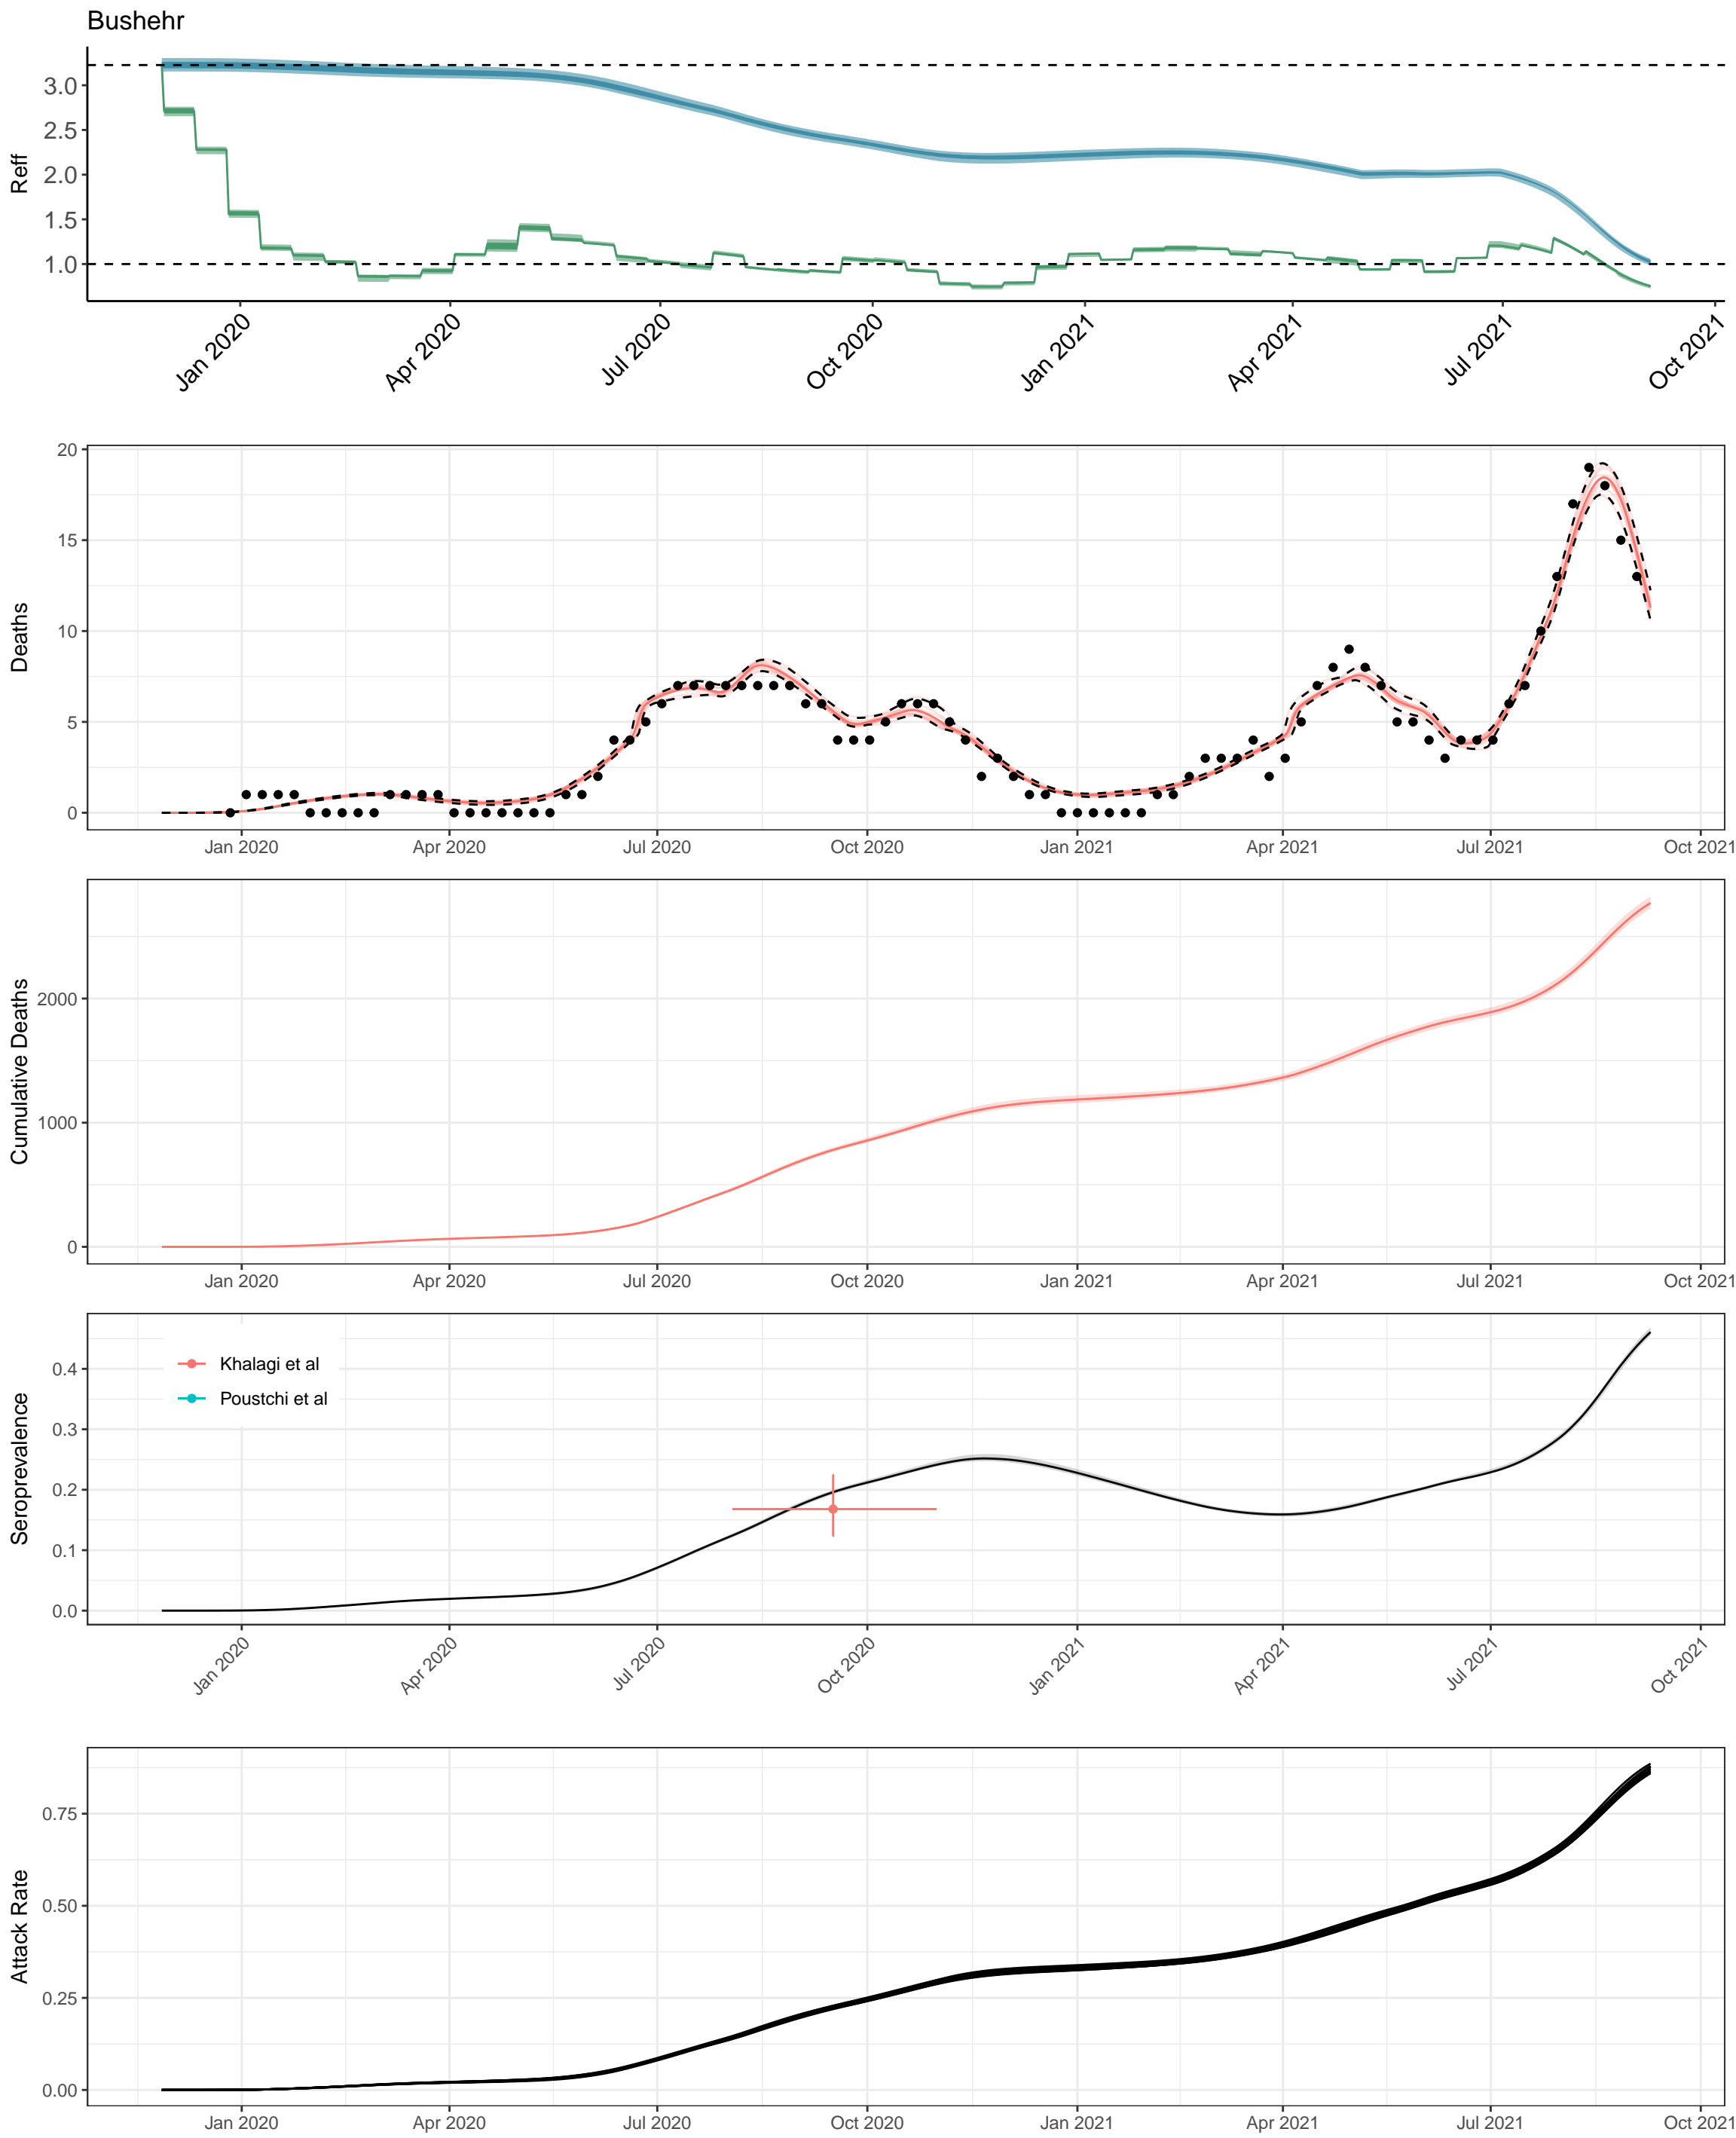 Bushehr
Reff
3.0
2.5
2.0
1.5
1.0
Jan 2020
Apr 2020
Jul 2020
Oct 2020
Jan 2021
Apr 2021
Jul 2021
Oct 2021
Deaths
20
15
10
5
0
Jan 2020
Apr 2020
Jul 2020
Oct 2020
Jan 2021
Apr 2021
Jul 2021
Oct 2021
Cumulative Deaths
2000
1000
0
Jan 2020
Apr 2020
Jul 2020
Oct 2020
Jan 2021
Apr 2021
Jul 2021
Oct 2021
Seroprevalence
0.4
0.3
0.2
0.1
0.0
Khalagi et al
Poustchi et al
Jan 2020
Apr 2020
Jul 2020
Oct 2020
Jan 2021
Apr 2021
Jul 2021
Oct 2021
Attack Rate
0.75
0.50
0.25
0.00
Jan 2020
Apr 2020
Jul 2020
Oct 2020
Jan 2021
Apr 2021
Jul 2021
Oct 2021